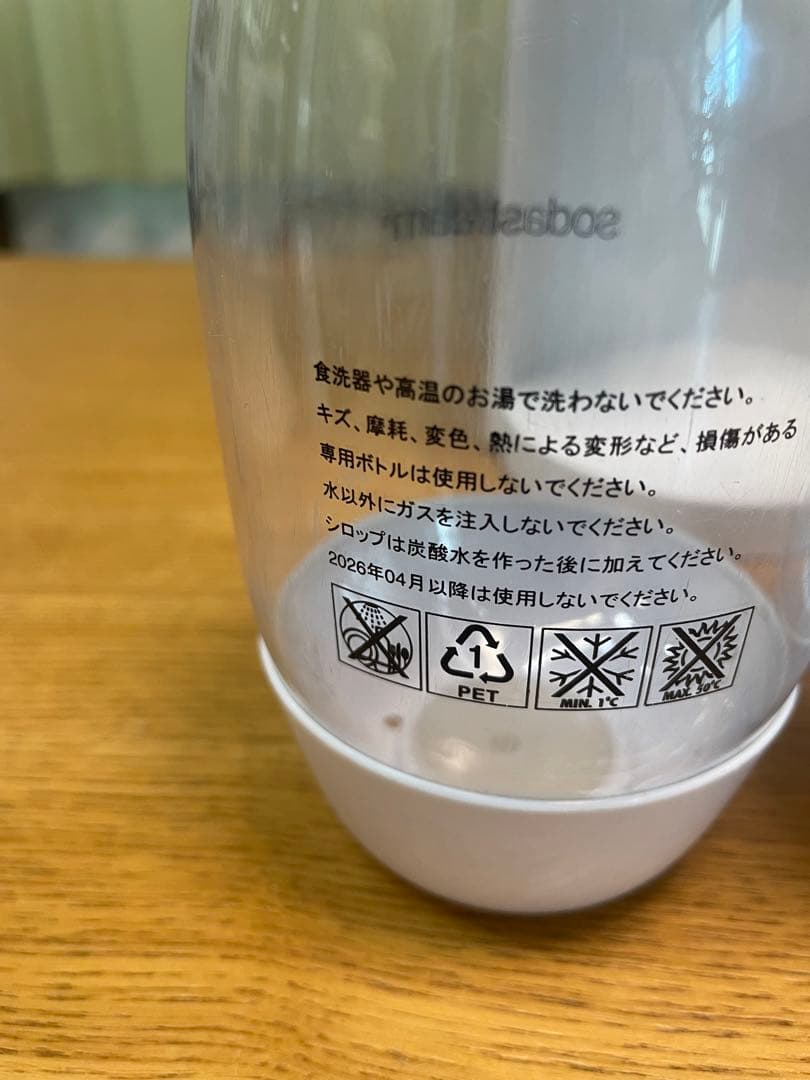 sodastream
食洗器や高温のお湯で洗わないでください。
キズ、摩耗、変色、熱による変形など、損傷がある
専用ボトルは使用しないでください。
水以外にガスを注入しないでください。
シロップは炭酸水を作った後に加えてください。
2026年04月以降は使用しないでください。
1
PET
MIN. 1°C
MAX. 50°C